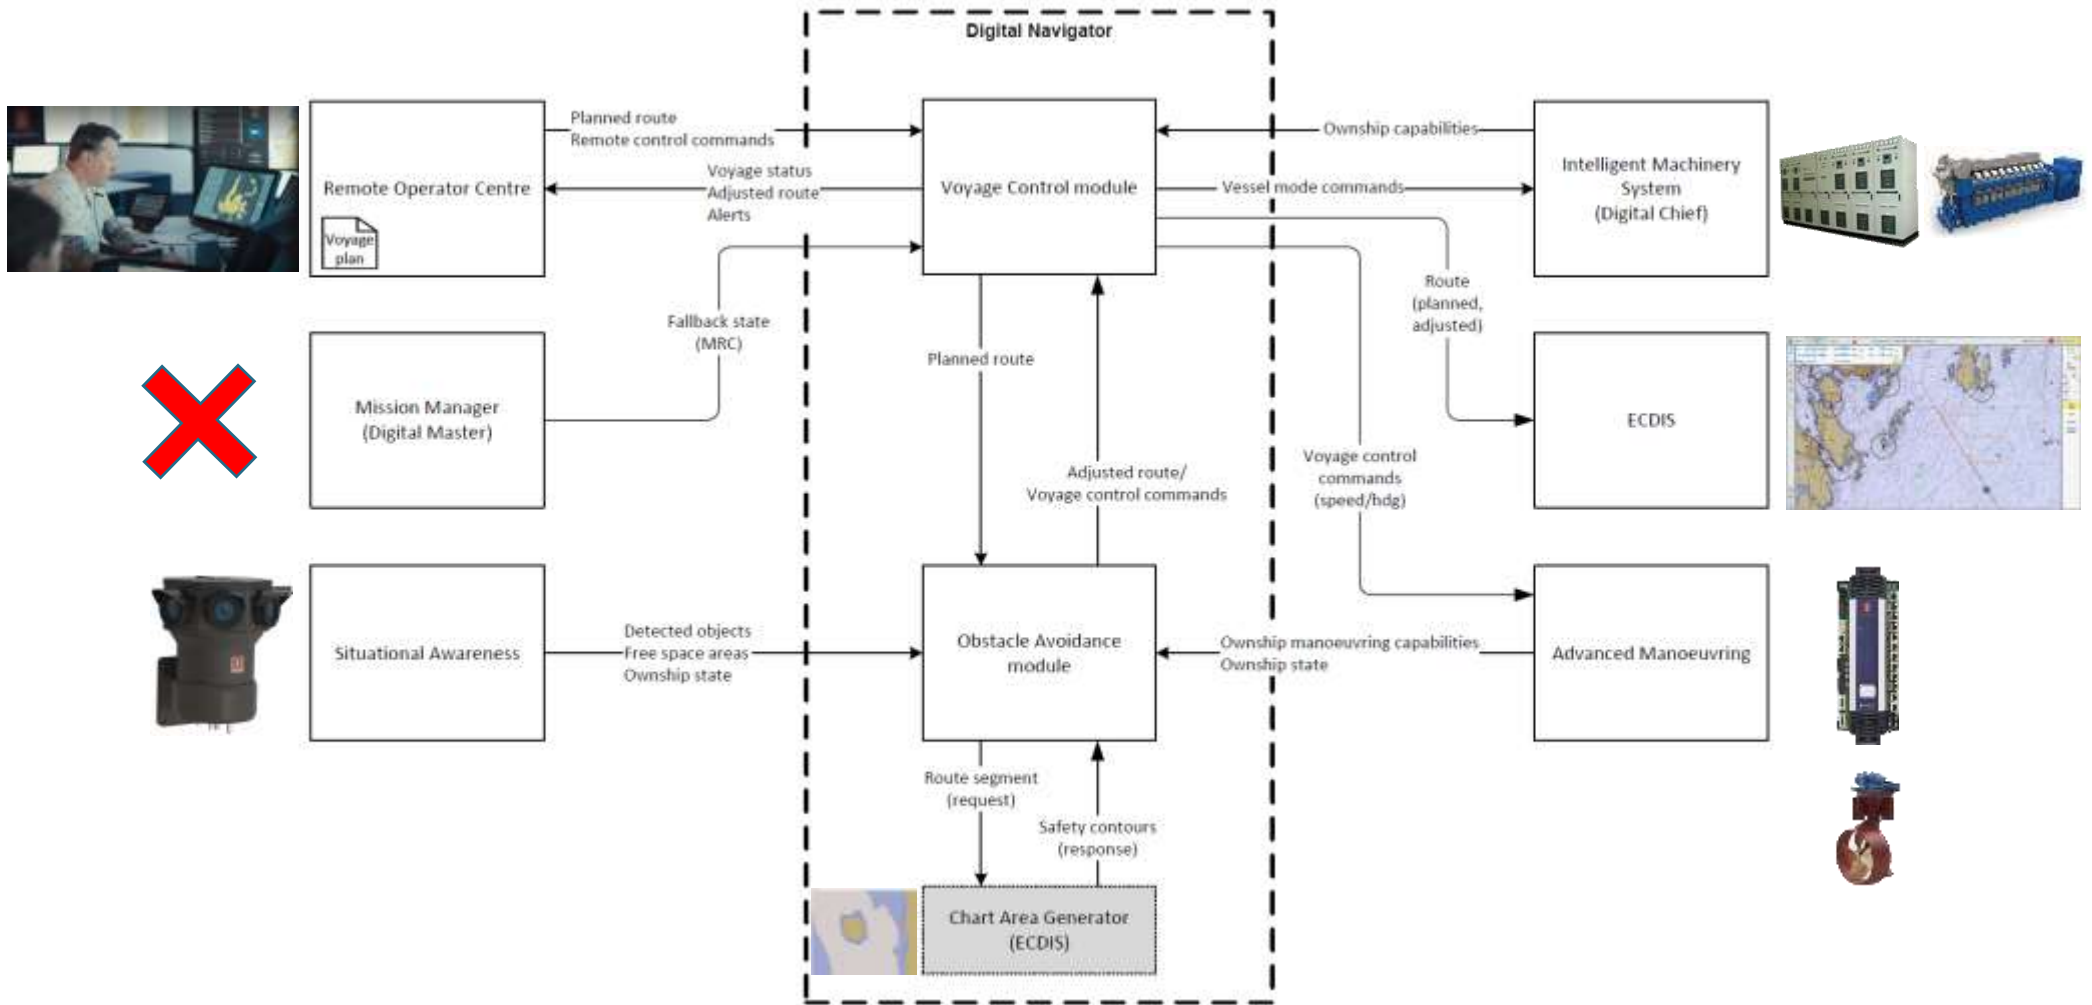 Digital Navigator
Planned route
Remote control commands
Ownship capabilities
Remote Operator Centre
Voyage
plan
Voyage status
Adjusted route
Alerts
Voyage Control module
Vessel mode commands
Intelligent Machinery
System
(Digital Chief)
Fallback state
(MRC)
Route
(planned,
adjusted)
Planned route
Mission Manager
(Digital Master)
ECDIS
Adjusted route/
Voyage control commands
Voyage control
commands
(speed/hdg)
Situational Awareness
Detected objects
Free space areas
Ownship state
Obstacle Avoidance
module
Ownship manoeuvring capabilities
Ownship state
Advanced Manoeuvring
Route segment
(request)
Safety contours
(response)
Chart Area Generator
(ECDIS)